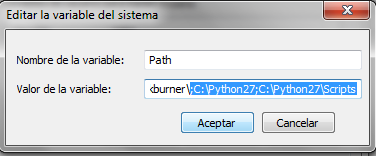 Editar la variable del sistema
Nombre de la variable: Path
Valor de la variable: kburner\;C:\Python27;C:\Python27\Scripts
Aceptar Cancelar